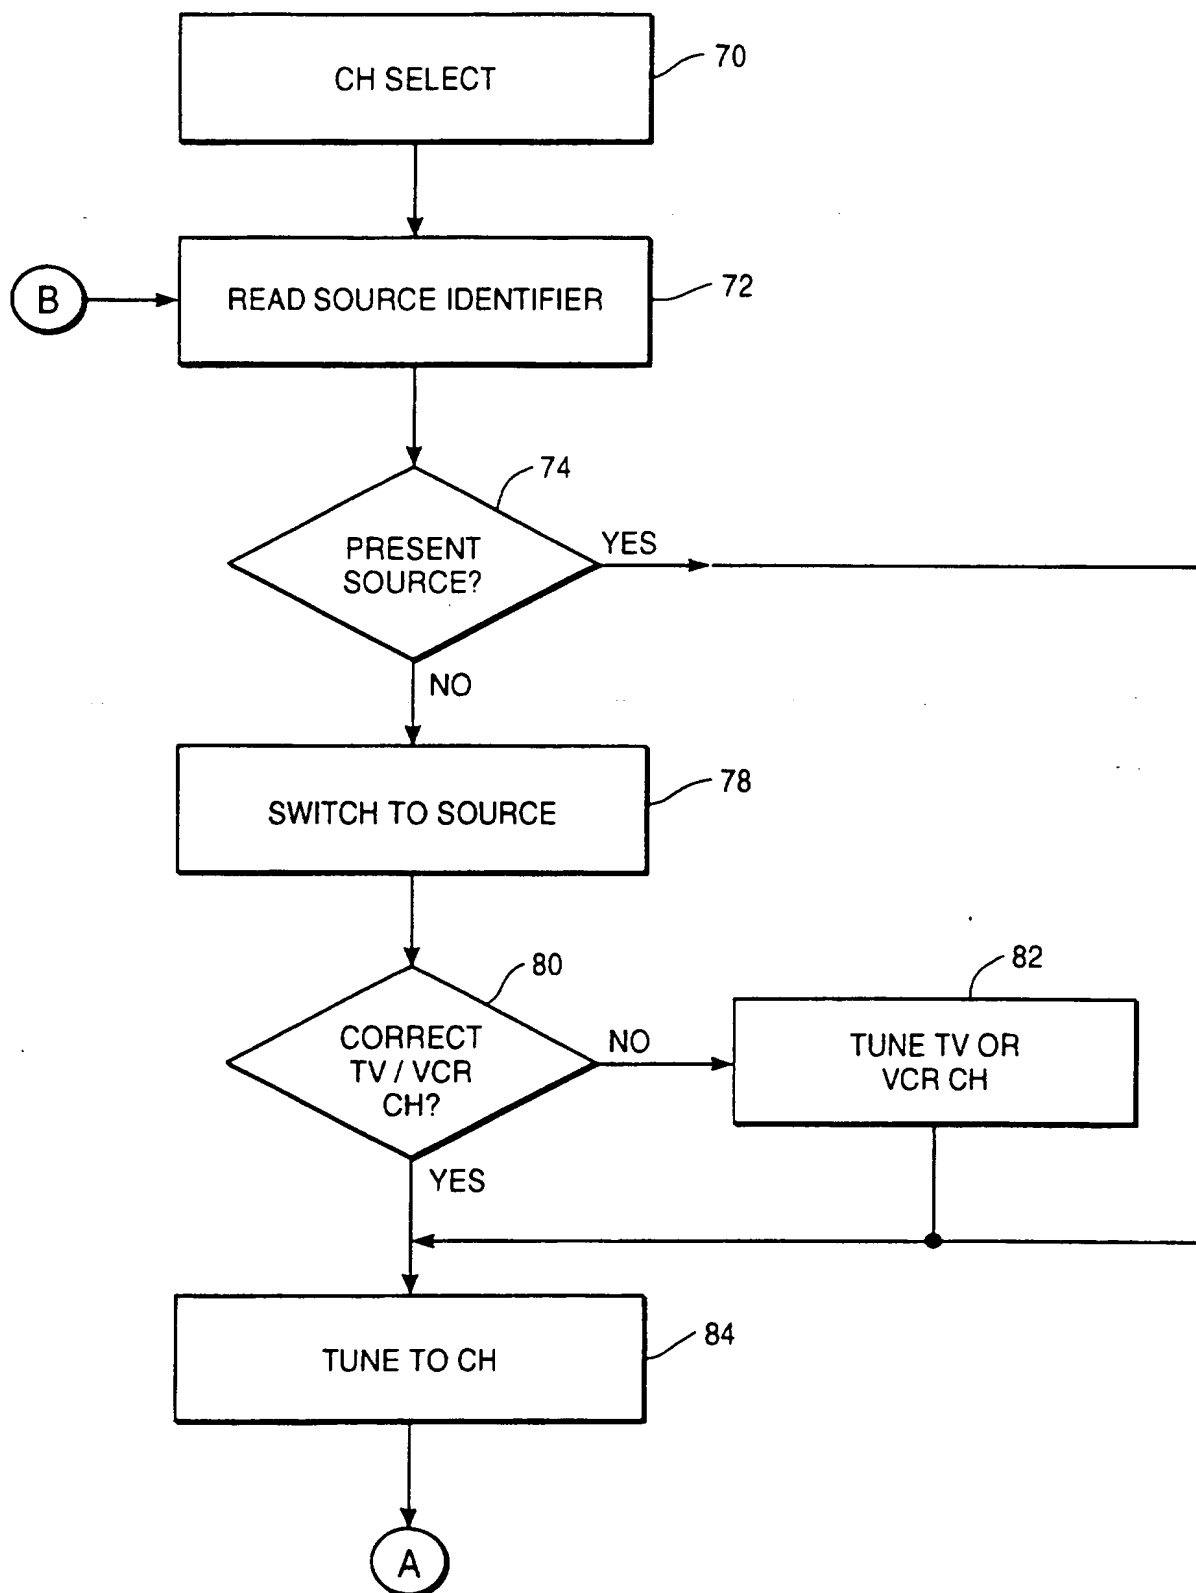 CH SELECT
70
B
READ SOURCE IDENTIFIER
72
74
PRESENT
SOURCE?
YES
NO
SWITCH TO SOURCE
78
80
CORRECT
TV / VCR
CH?
NO
82
TUNE TV OR
VCR CH
YES
TUNE TO CH
84
A